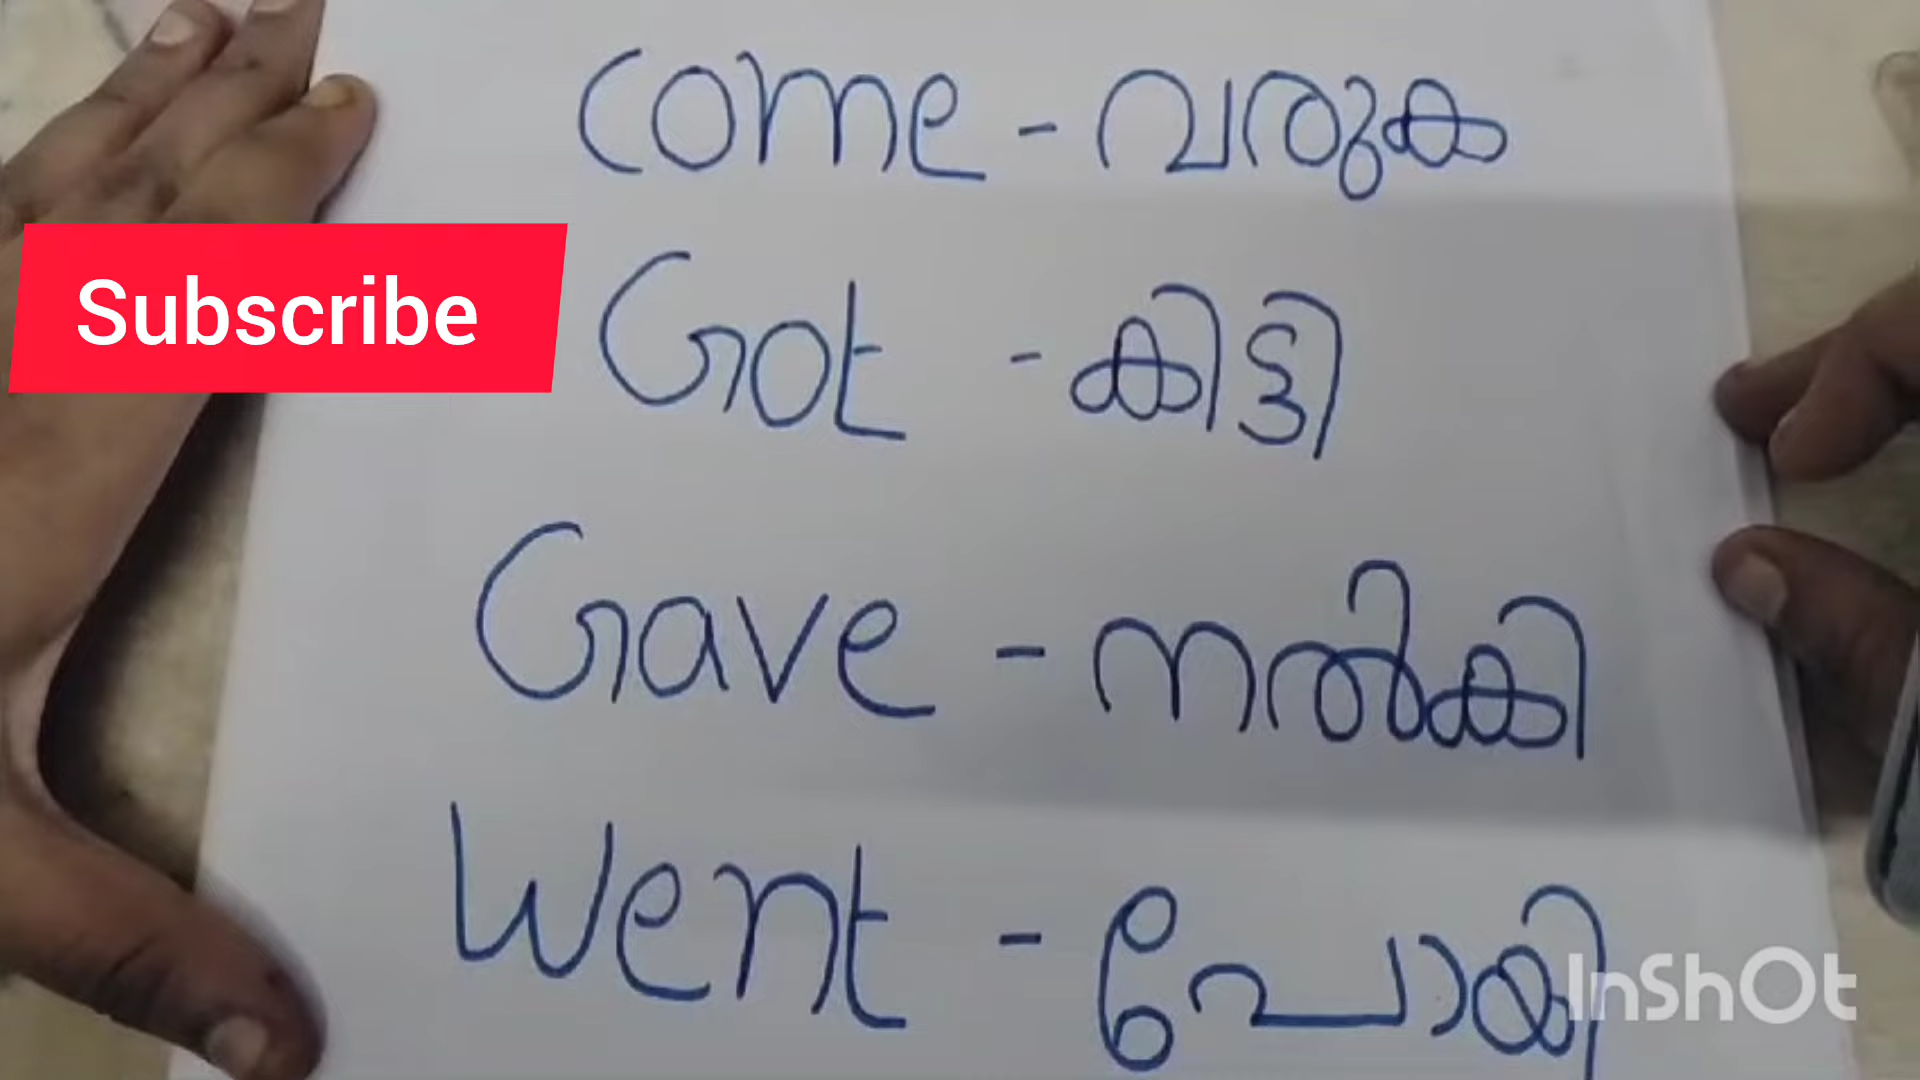 Come - വരുക
Subscribe
Got - കിട്ടി
Gave - നൽകി
Went - പോയി
InShOt